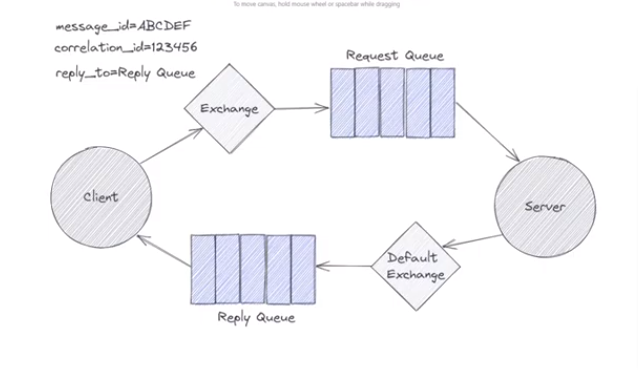 To move canvas, hold mouse wheel or spacebar while dragging
message_id=ABCDEF
correlation_id=123456
reply_to=Reply Queue
Request Queue
Exchange
Client
Server
Default
Exchange
Reply Queue